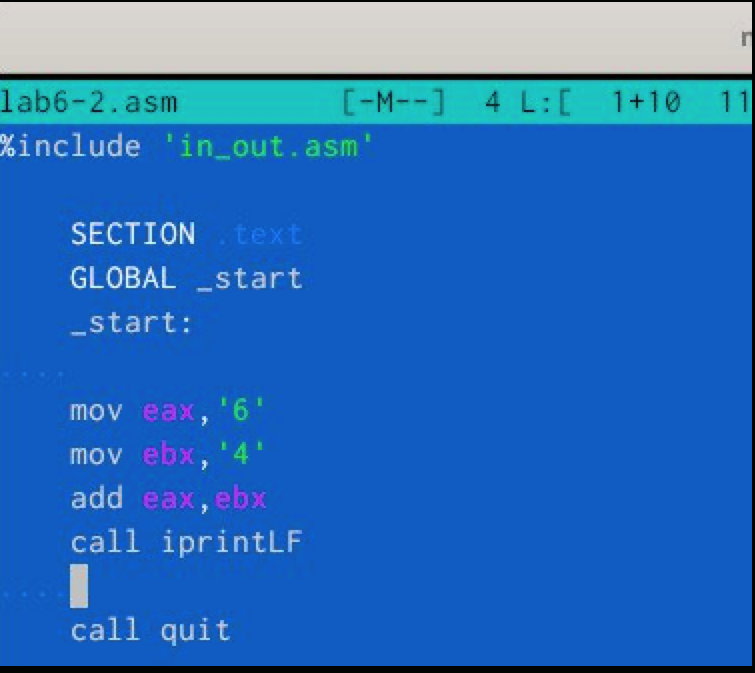 lab6-2.asm [-M--] 4 L:[ 1+10 11
%include 'in_out.asm'
SECTION .text
GLOBAL _start
_start:
mov eax,'6'
mov ebx,'4'
add eax,ebx
call iprintLF
call quit